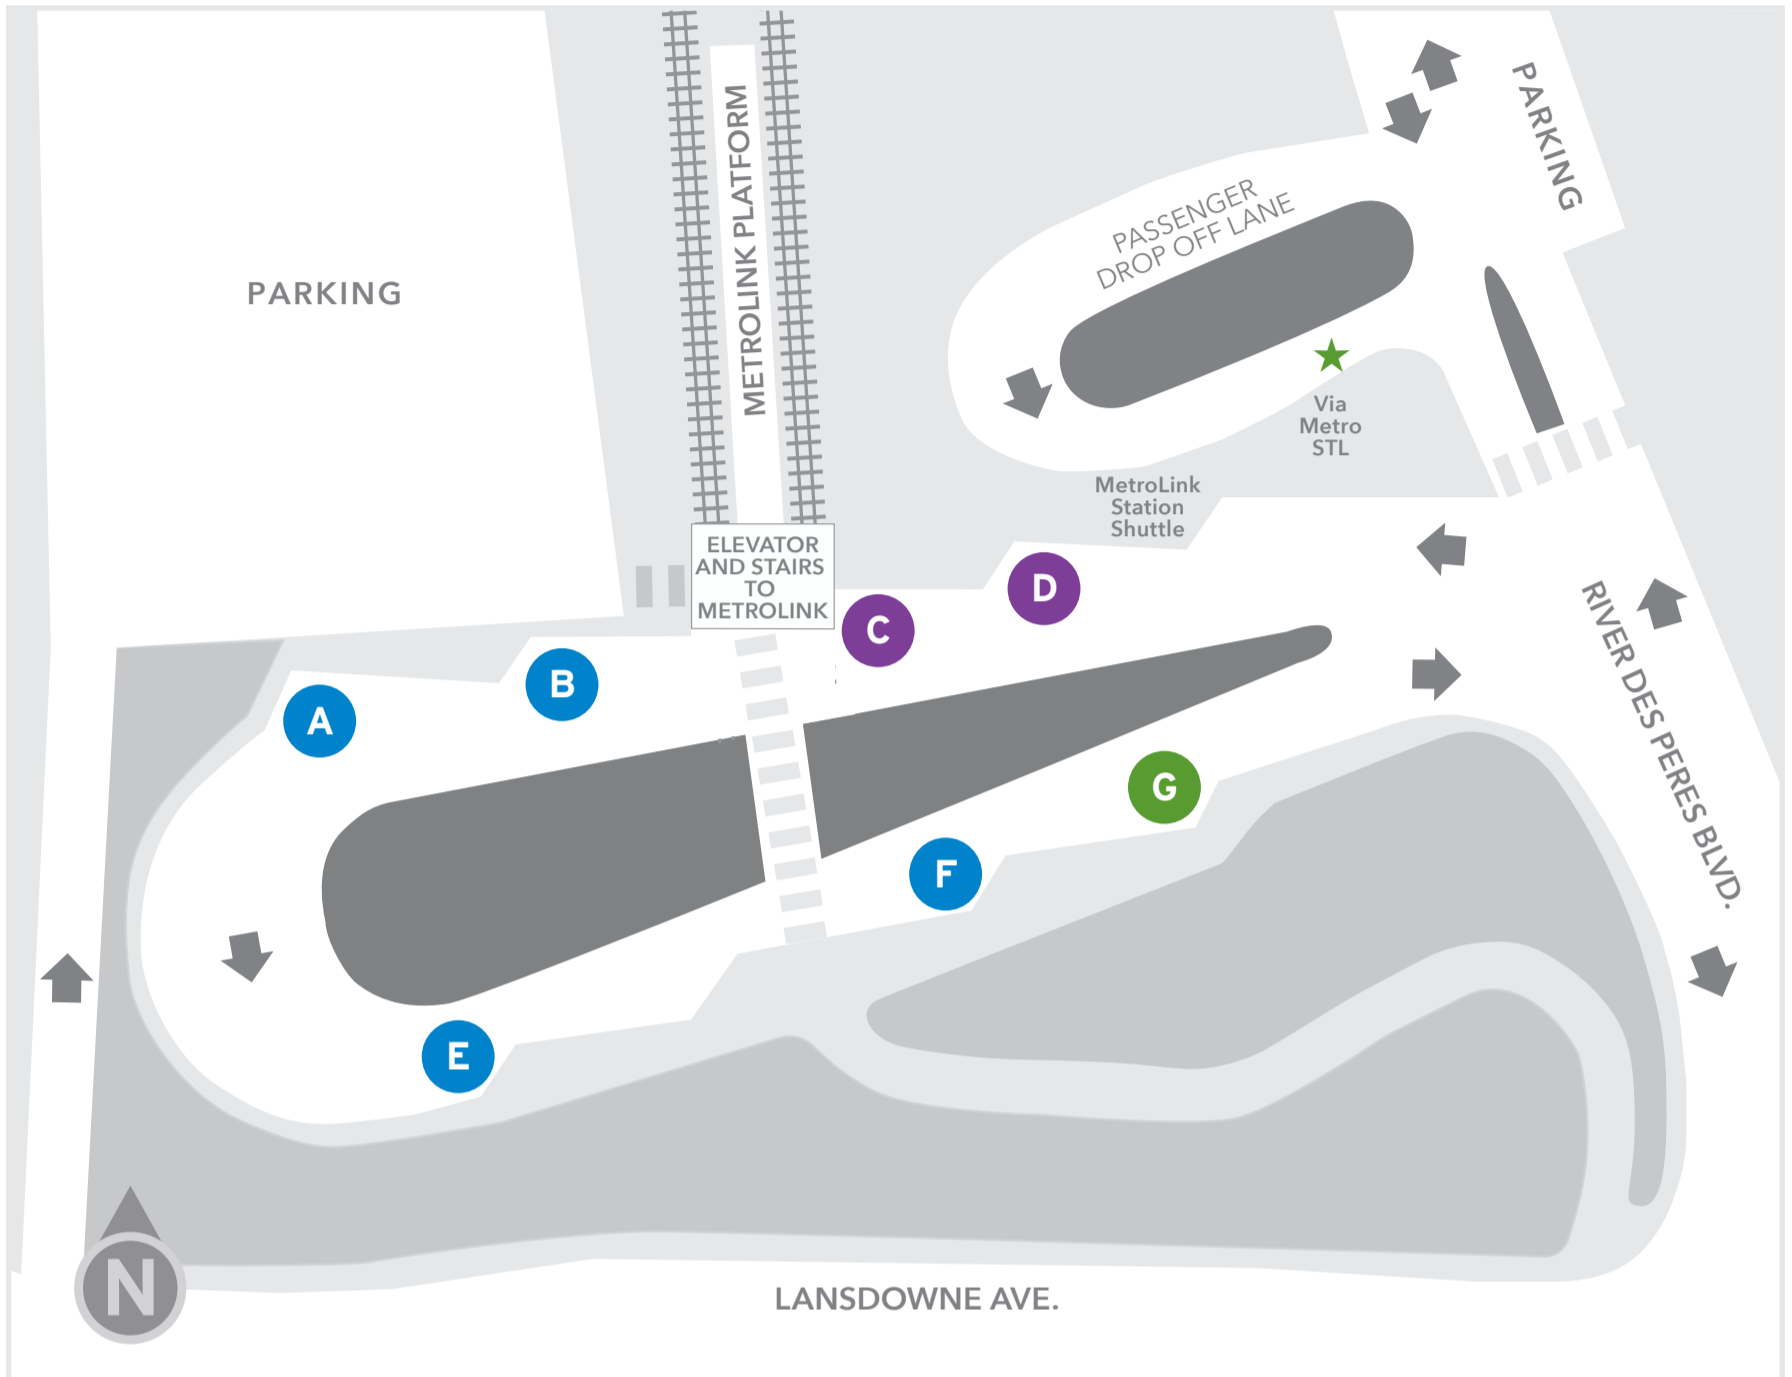 PARKING
METROLINK PLATFORM
PASSENGER
DROP OFF LANE
PARKING
Via
Metro
STL
MetroLink
Station
Shuttle
ELEVATOR
AND STAIRS
TO
METROLINK
A
B
C
D
E
F
G
RIVER DES PERES BLVD.
N
LANSDOWNE AVE.